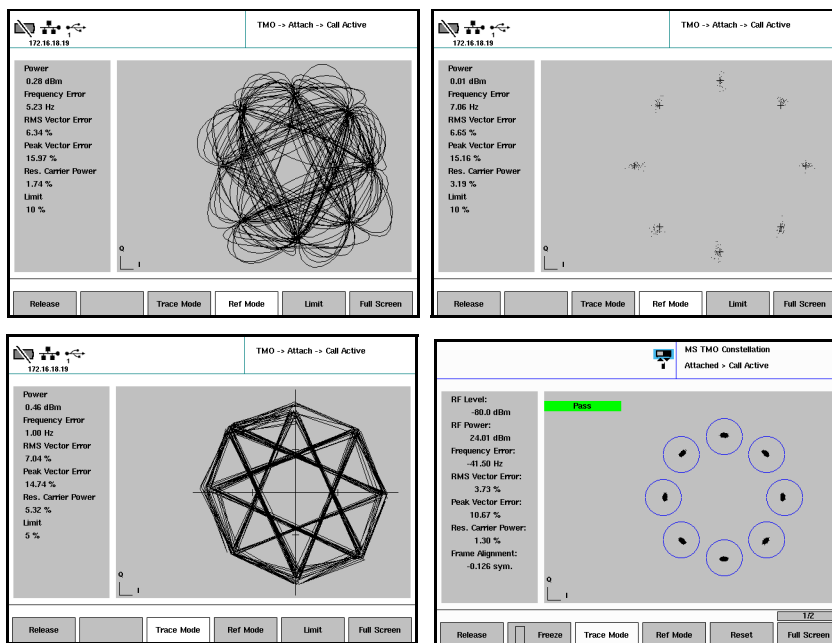 TMO -> Attach -> Call Active
1
172.16.18.19
Power
0.28 dBm
Frequency Error
5.23 Hz
RMS Vector Error
6.34 %
Peak Vector Error
15.97 %
Res. Carrier Power
1.74 %
Limit
10 %
Q
I
Release
Trace Mode
Ref Mode
Limit
Full Screen
TMO -> Attach -> Call Active
1
172.16.18.19
Power
0.01 dBm
Frequency Error
7.06 Hz
RMS Vector Error
6.65 %
Peak Vector Error
15.16 %
Res. Carrier Power
3.19 %
Limit
10 %
Q
I
Release
Trace Mode
Ref Mode
Limit
Full Screen
TMO -> Attach -> Call Active
1
172.16.18.19
Power
0.46 dBm
Frequency Error
1.00 Hz
RMS Vector Error
7.04 %
Peak Vector Error
14.74 %
Res. Carrier Power
5.32 %
Limit
5 %
Q
I
Release
Trace Mode
Ref Mode
Limit
Full Screen
MS TMO Constellation
Attached > Call Active
RF Level:
-80.0 dBm
RF Power:
24.01 dBm
Frequency Error:
-41.50 Hz
RMS Vector Error:
3.73 %
Peak Vector Error:
10.67 %
Res. Carrier Power:
1.30 %
Frame Alignment:
-0.126 sym.
Pass
Q
I
1/2
Release
Freeze
Trace Mode
Ref Mode
Reset
Full Screen